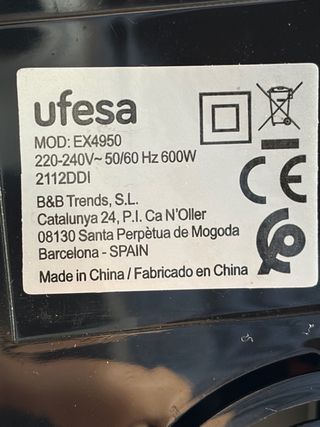 ufesa
MOD: EX4950
220-240V~ 50/60 Hz 600W
2112DDI
B&B Trends, S.L.
Catalunya 24, P.I. Ca N'Oller
08130 Santa Perpètua de Mogoda
Barcelona - SPAIN
Made in China / Fabricado en China
CE